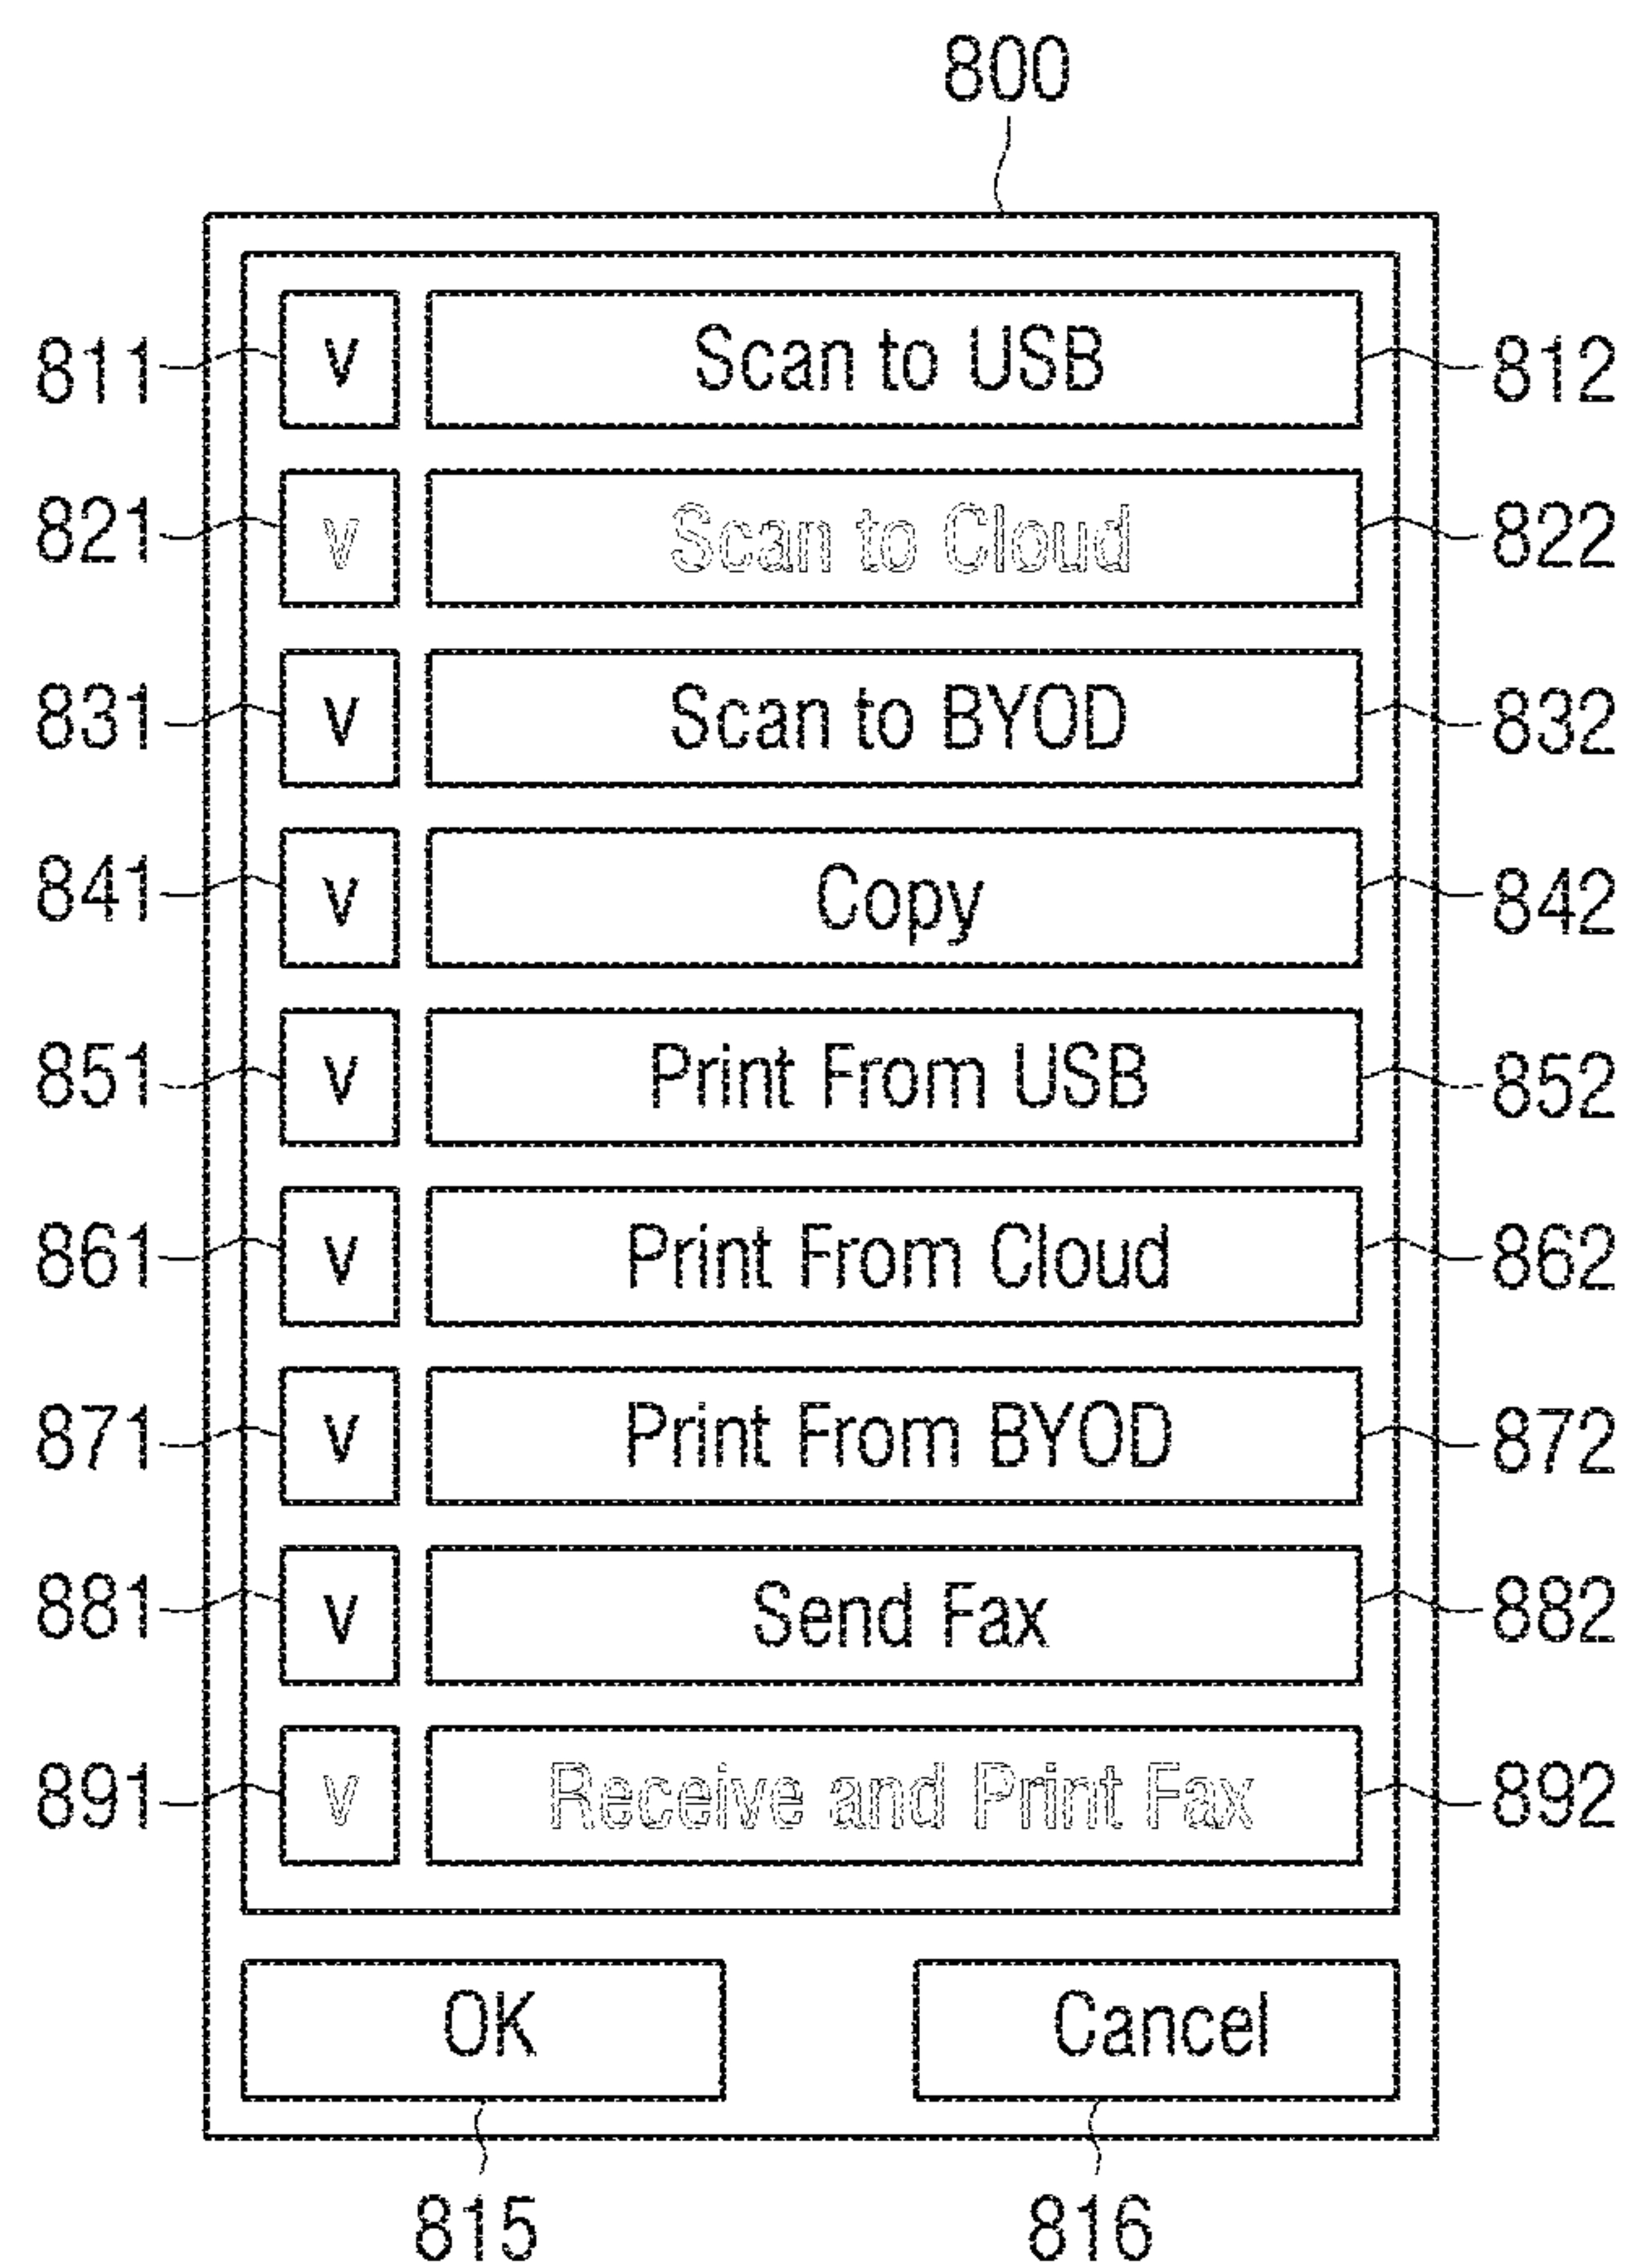 800
811 v Scan to USB 812
821 v Scan to Cloud 822
831 v Scan to BYOD 832
841 v Copy 842
851 v Print From USB 852
861 v Print From Cloud 862
871 v Print From BYOD 872
881 v Send Fax 882
891 v Receive and Print Fax 892
OK Cancel
815 816